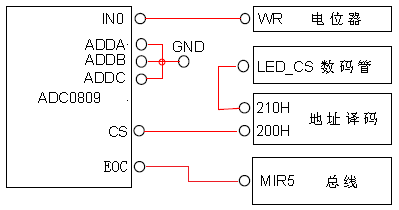 IN0
VVR 电位器
ADDA
GND
ADDB
ADDC
LED_CS 数码管
ADC0809
210H
地址译码
CS
200H
EOC
MIR5 总线